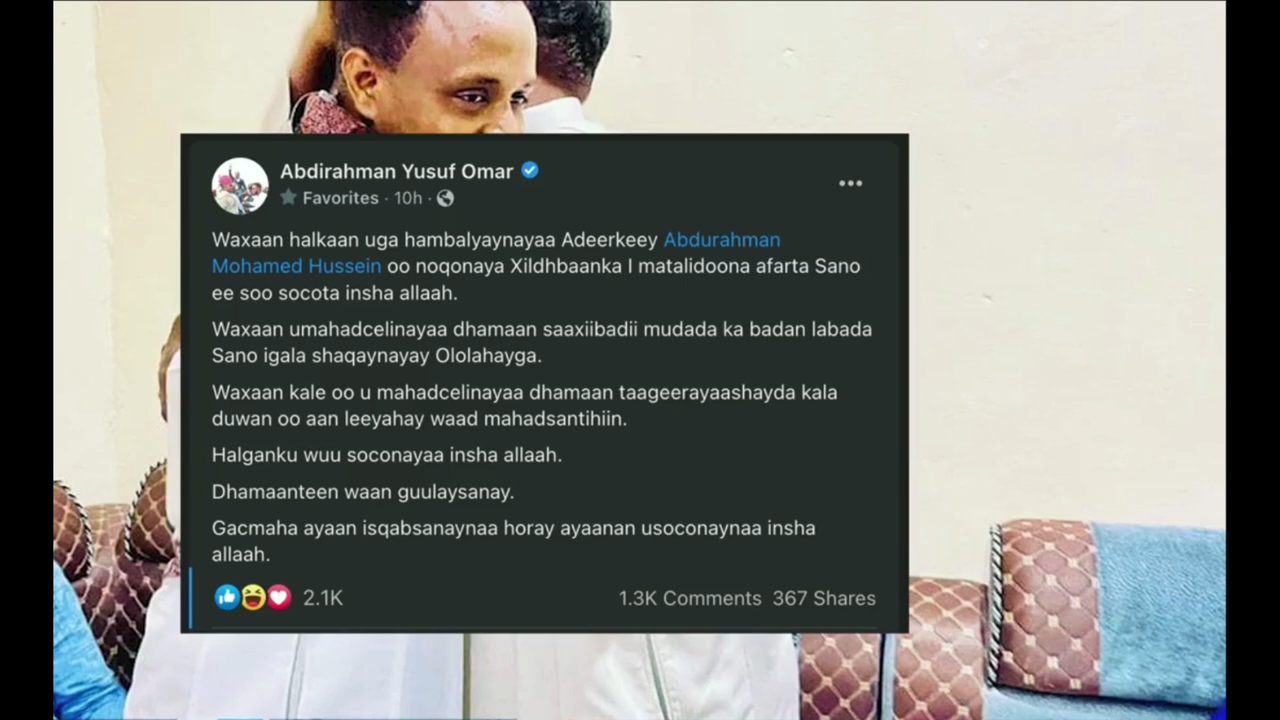 Abdirahman Yusuf Omar
Favorites · 10h ·
Waxaan halkaan uga hambalyaynayaa Adeerkeey Abdurahman
Mohamed Hussein oo noqonaya Xildhbaanka I matalidoona afarta Sano
ee soo socota insha allaah.
Waxaan umahadcelinayaa dhamaan saaxiibadii mudada ka badan labada
Sano igala shaqaynayay Ololahayga.
Waxaan kale oo u mahadcelinayaa dhamaan taageerayaashayda kala
duwan oo aan leeyahay waad mahadsantihiin.
Halganku wuu soconayaa insha allaah.
Dhamaanteen waan guulaysanay.
Gacmaha ayaan isqabsanaynaa horay ayaanan usoconaynaa insha
allaah.
2.1K 1.3K Comments 367 Shares